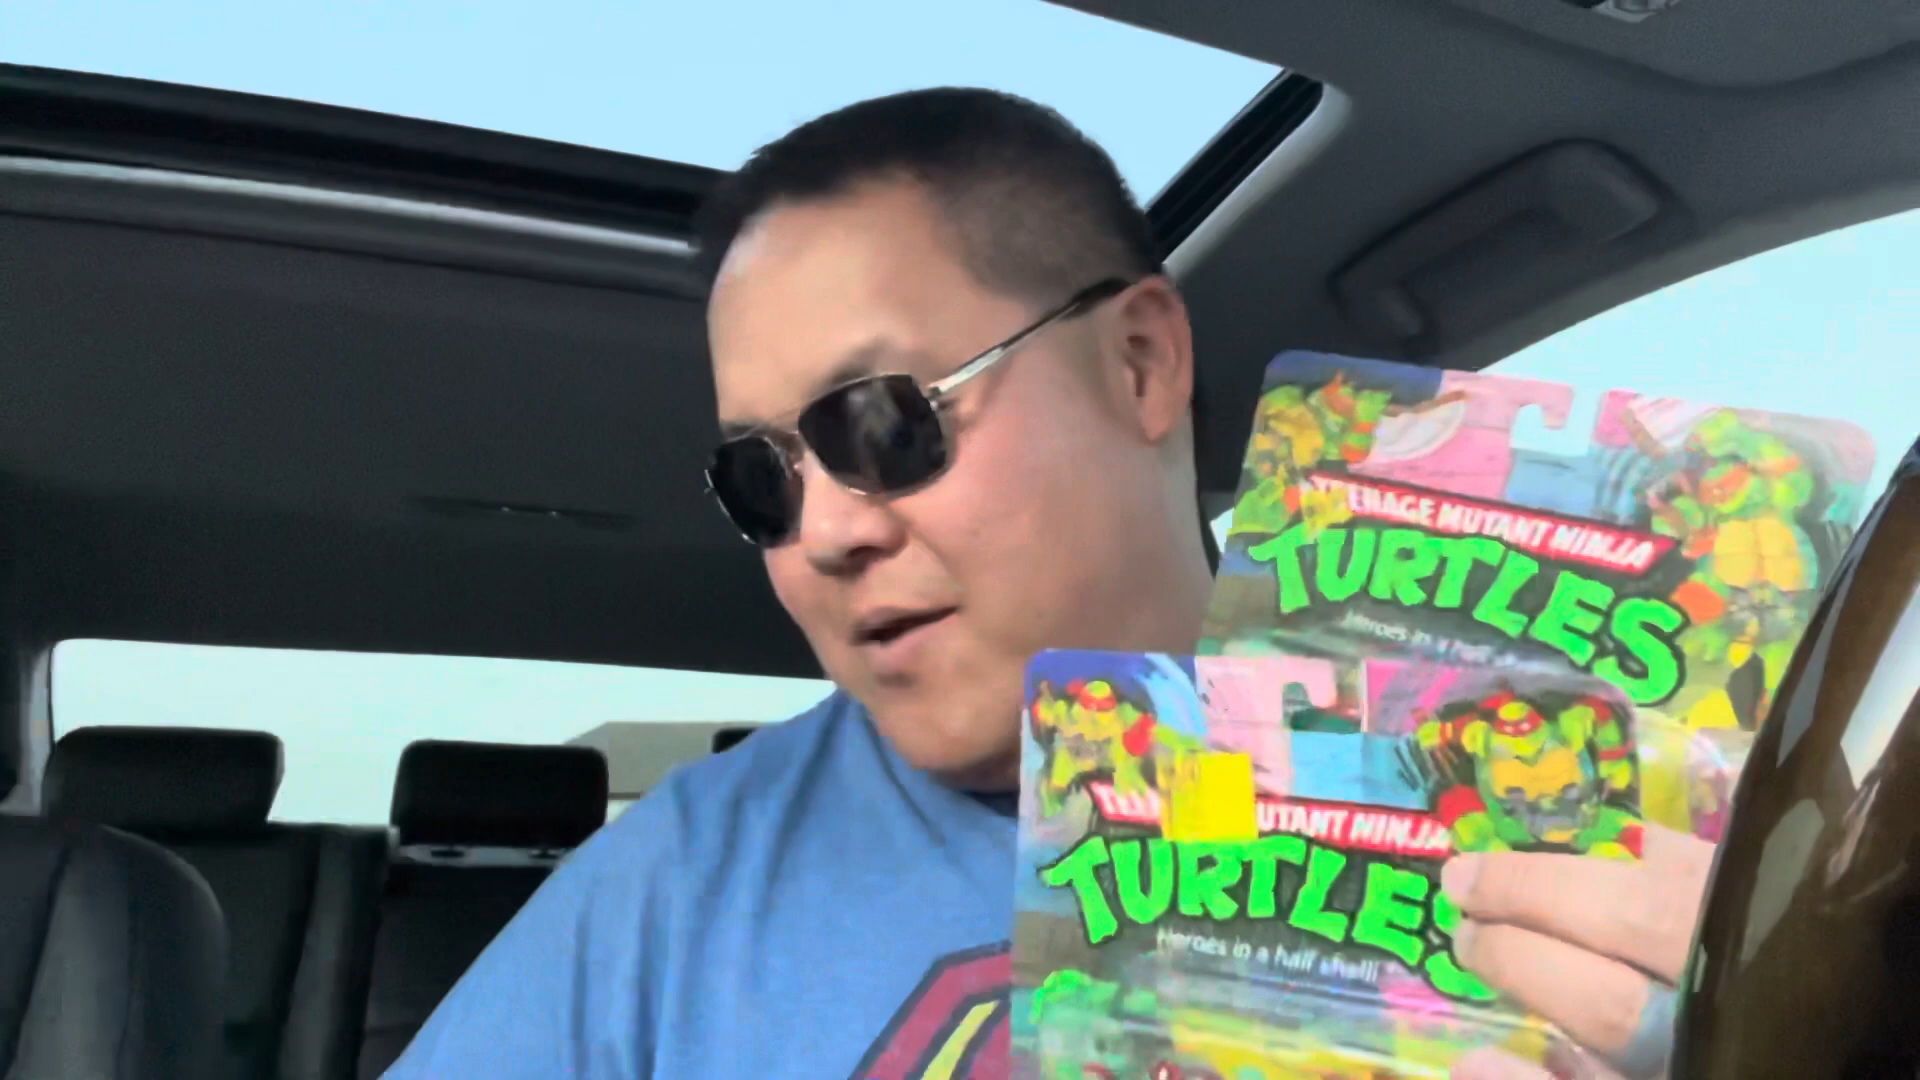 TEENAGE MUTANT NINJA
TURTLES
Heroes in a half
MUTANT NINJA
TURTLES
Heroes in a half shell!